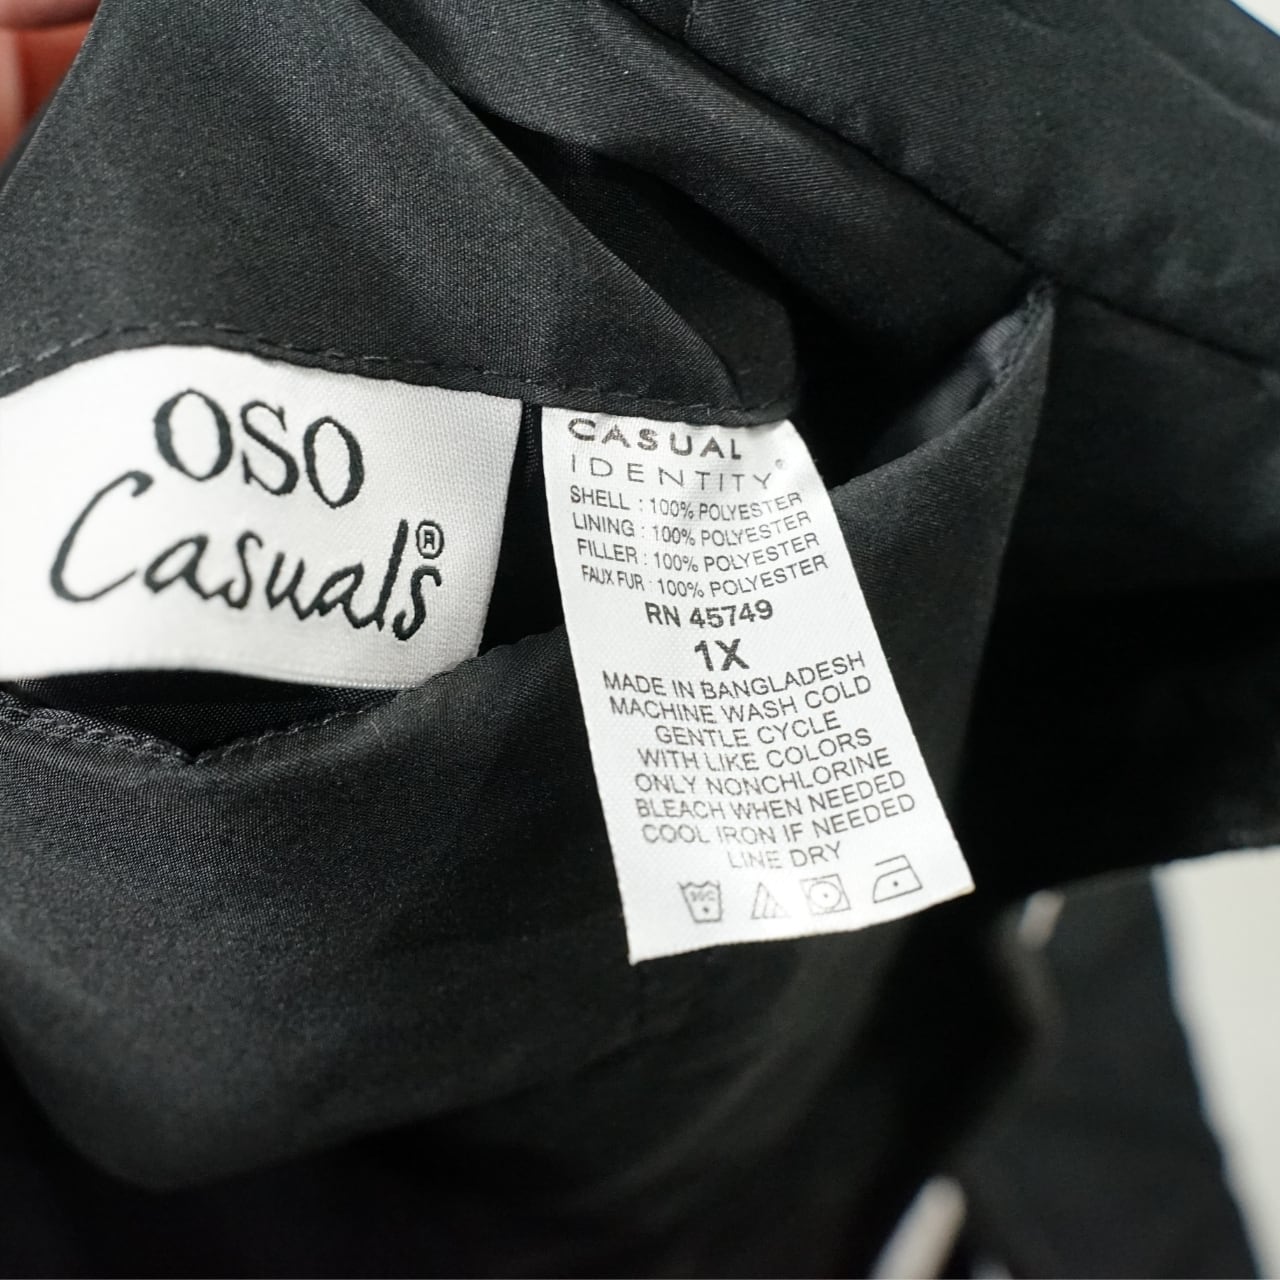 OSO
Casuals®
CASUAL
IDENTITY®
SHELL : 100% POLYESTER
LINING : 100% POLYESTER
FILLER : 100% POLYESTER
FAUX FUR : 100% POLYESTER
RN 45749
1X
MADE IN BANGLADESH
MACHINE WASH COLD
GENTLE CYCLE
WITH LIKE COLORS
ONLY NONCHLORINE
BLEACH WHEN NEEDED
COOL IRON IF NEEDED
LINE DRY